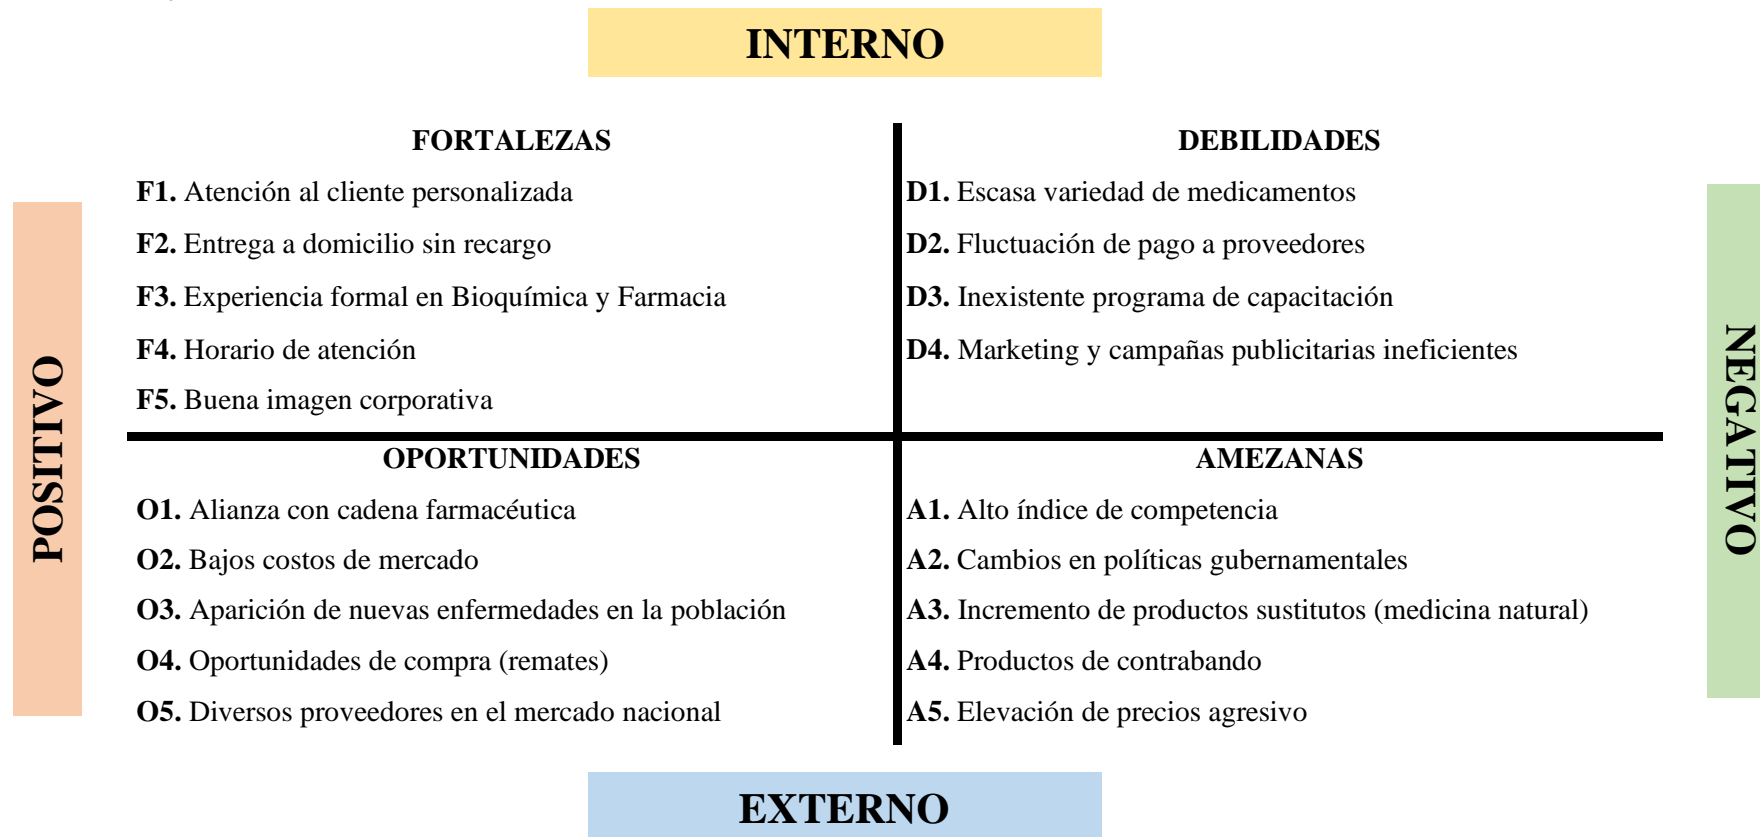 INTERNO
FORTALEZAS
F1. Atención al cliente personalizada
F2. Entrega a domicilio sin recargo
F3. Experiencia formal en Bioquímica y Farmacia
F4. Horario de atención
F5. Buena imagen corporativa
DEBILIDADES
D1. Escasa variedad de medicamentos
D2. Fluctuación de pago a proveedores
D3. Inexistente programa de capacitación
D4. Marketing y campañas publicitarias ineficientes
POSITIVO
NEGATIVO
OPORTUNIDADES
O1. Alianza con cadena farmacéutica
O2. Bajos costos de mercado
O3. Aparición de nuevas enfermedades en la población
O4. Oportunidades de compra (remates)
O5. Diversos proveedores en el mercado nacional
AMEZANAS
A1. Alto índice de competencia
A2. Cambios en políticas gubernamentales
A3. Incremento de productos sustitutos (medicina natural)
A4. Productos de contrabando
A5. Elevación de precios agresivo
EXTERNO